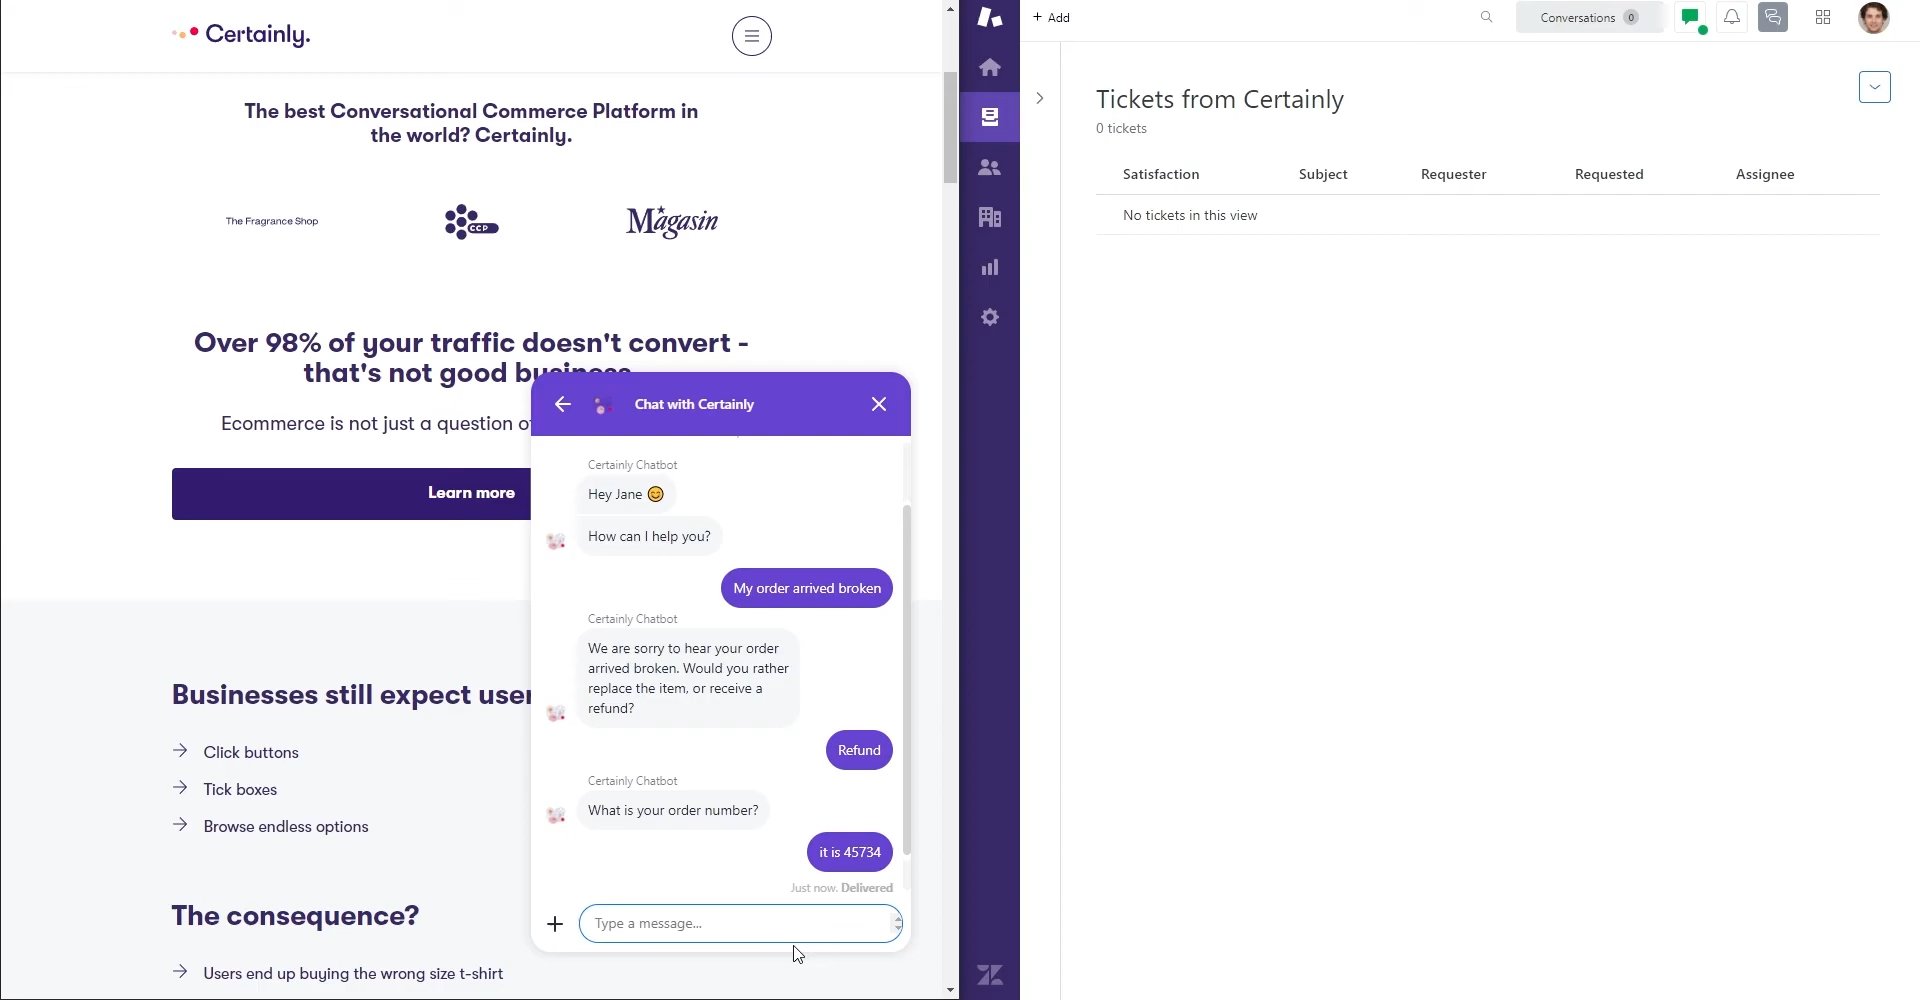 Certainly.
The best Conversational Commerce Platform in
the world? Certainly.
The Fragrance Shop
CCP
Magasin
Over 98% of your traffic doesn't convert -
that's not good business
Ecommerce is not just a question of
Learn more
Businesses still expect user
Click buttons
Tick boxes
Browse endless options
The consequence?
Users end up buying the wrong size t-shirt
Chat with Certainly
Certainly Chatbot
Hey Jane 😊
How can I help you?
My order arrived broken
Certainly Chatbot
We are sorry to hear your order
arrived broken. Would you rather
replace the item, or receive a
refund?
Refund
Certainly Chatbot
What is your order number?
it is 45734
Just now. Delivered
Type a message...
+ Add
Conversations 0
Tickets from Certainly
0 tickets
Satisfaction Subject Requester Requested Assignee
No tickets in this view